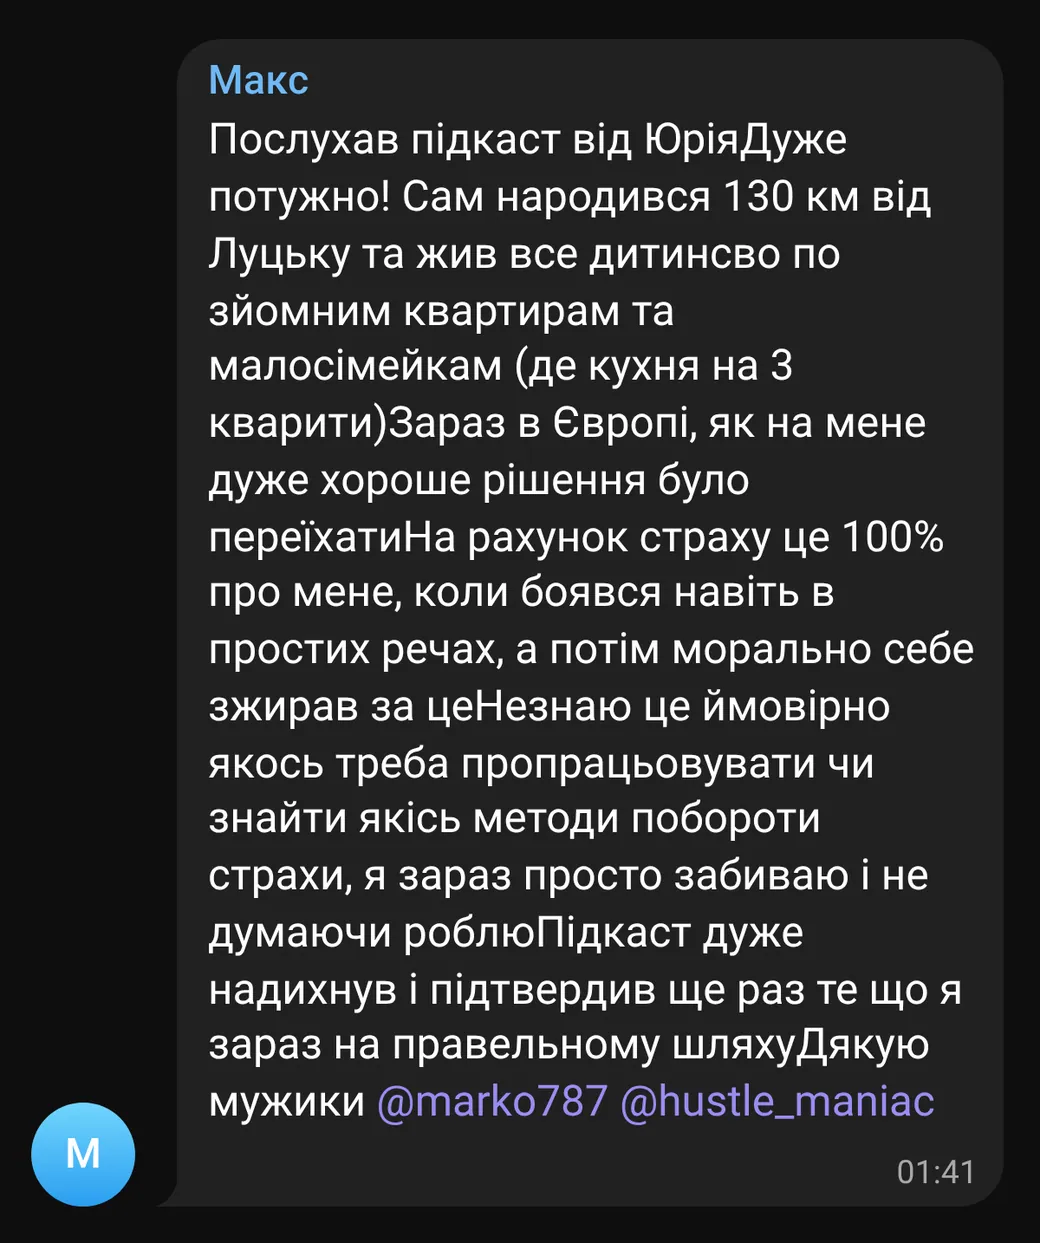 Макс
Послухав підкаст від ЮріяДуже
потужно! Сам народився 130 км від
Луцьку та жив все дитинсво по
зйомним квартирам та
малосімейкам (де кухня на 3
кварити)Зараз в Європі, як на мене
дуже хороше рішення було
переїхатиНа рахунок страху це 100%
про мене, коли боявся навіть в
простих речах, а потім морально себе
зжирав за цеНезнаю це ймовірно
якось треба пропрацьовувати чи
знайти якісь методи побороти
страхи, я зараз просто забиваю і не
думаючи роблюПідкаст дуже
надихнув і підтвердив ще раз те що я
зараз на правельному шляхуДякую
мужики @marko787 @hustle_maniac
М
01:41